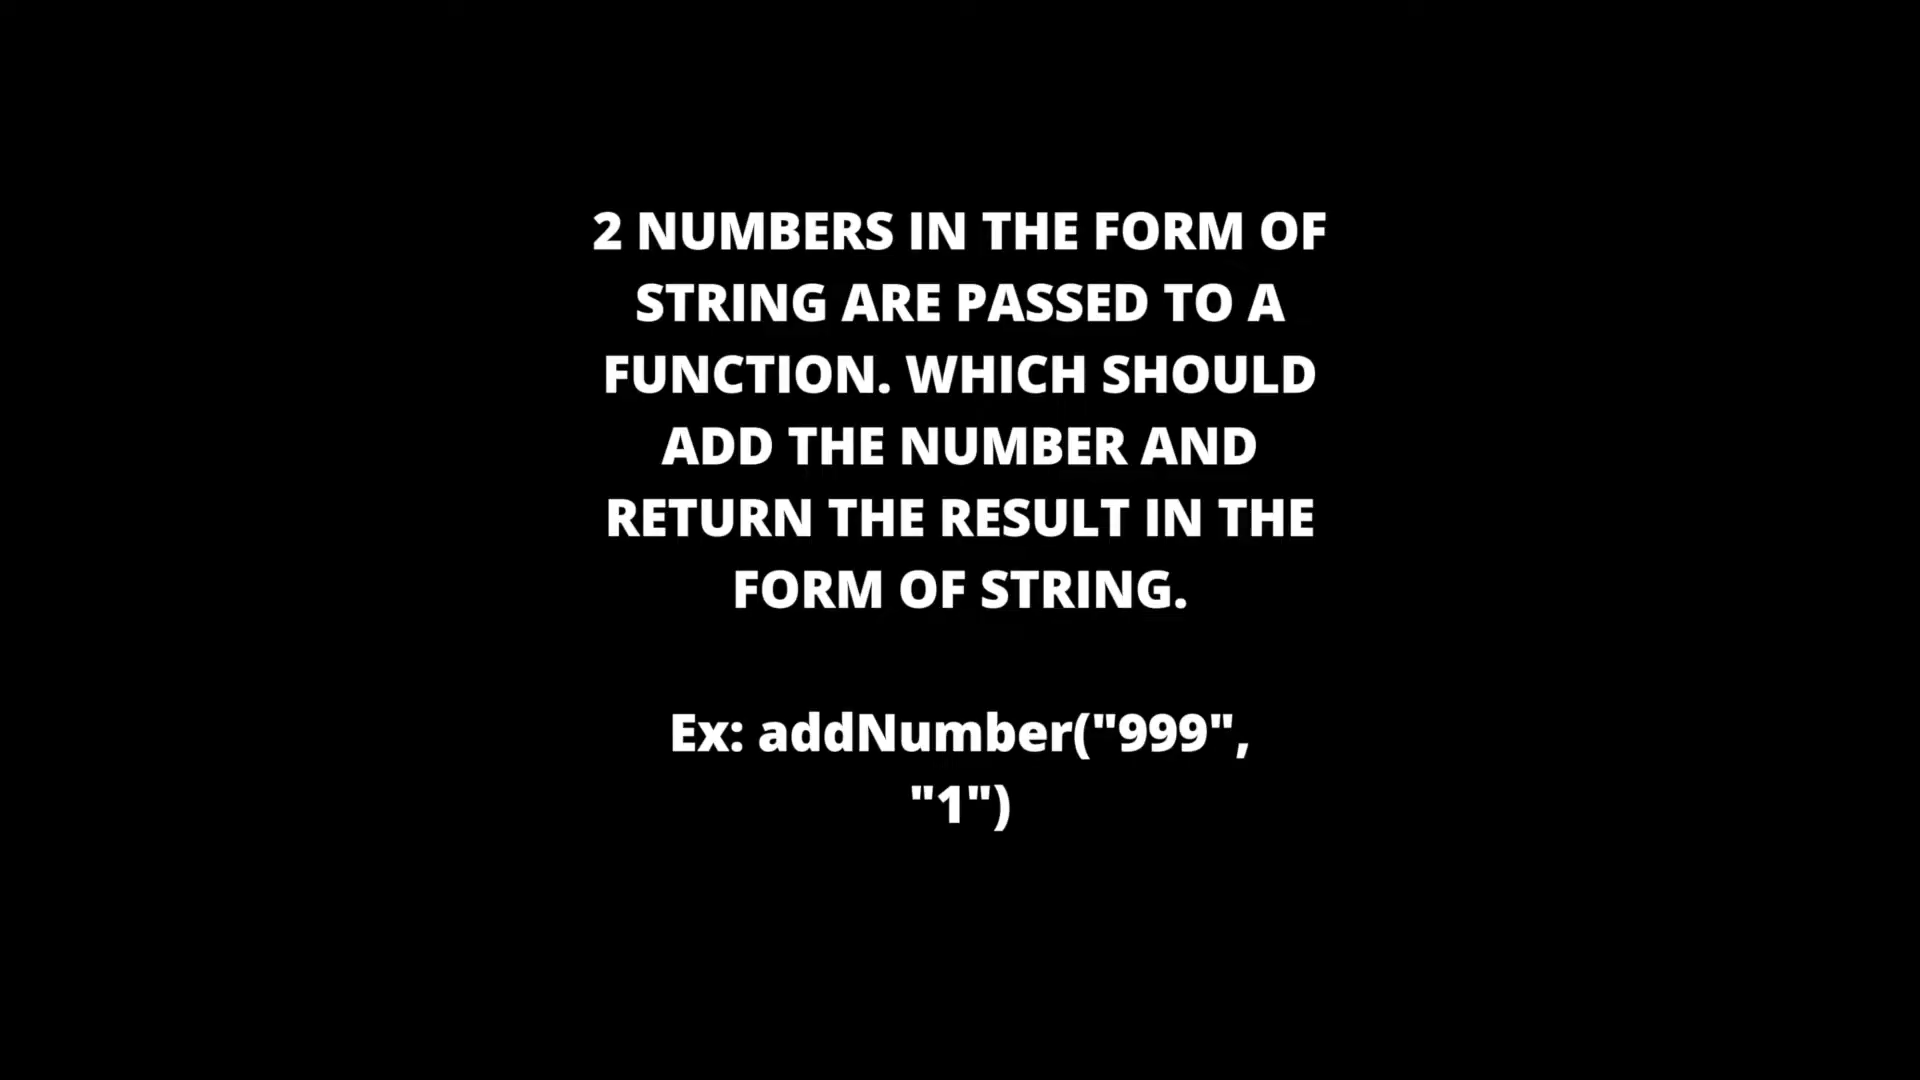 2 NUMBERS IN THE FORM OF
STRING ARE PASSED TO A
FUNCTION. WHICH SHOULD
ADD THE NUMBER AND
RETURN THE RESULT IN THE
FORM OF STRING.
Ex: addNumber("999",
"1")